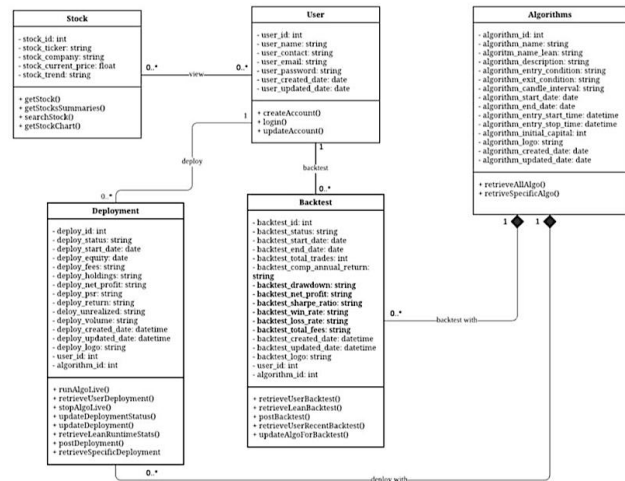 Stock
- stock_id: int
- stock_ticker: string
- stock_company: string
- stock_current_price: float
- stock_trend: string
+ getStock()
+ getStocksSummaries()
+ searchStock()
+ getStockChart()
0..*
view
0..*
User
- user_id: int
- user_name: string
- user_contact: string
- user_email: string
- user_password: string
- user_created_date: date
- user_updated_date: date
+ createAccount()
+ login()
+ updateAccount()
1
deploy
0..*
1
backtest
0..*
Algorithms
- algorithm_id: int
- algorithm_name: string
- algoritm_name_lean: string
- algorithm_description: string
- algorithm_entry_condition: string
- algorithm_exit_condition: string
- algorithm_candle_interval: string
- algorithm_start_date: date
- algorithm_end_date: date
- algorithm_entry_start_time: datetime
- algorithm_entry_stop_time: datetime
- algorithm_initial_capital: int
- algorithm_logo: string
- algorithm_created_date: date
- algorithm_updated_date: date
+ retrieveAllAlgo()
+ retriveSpecificAlgo()
1
1
Deployment
- deploy_id: int
- deploy_status: string
- deploy_start_date: date
- deploy_equity: date
- deploy_fees: string
- deploy_holdings: string
- deploy_net_profit: string
- deploy_psr: string
- deploy_return: string
- deloy_unrealized: string
- deploy_volume: string
- deploy_created_date: datetime
- deploy_updated_date: datetime
- deploy_logo: string
- user_id: int
- algorithm_id: int
+ runAlgoLive()
+ retrieveUserDeployment()
+ stopAlgoLive()
+ updateDeploymentStatus()
+ updateDeployment()
+ retrieveLeanRuntimeStats()
+ postDeployment()
+ retrieveSpecificDeployment
0..*
Backtest
- backtest_id: int
- backtest_status: string
- backtest_start_date: date
- backtest_end_date: date
- backtest_total_trades: int
- backtest_comp_annual_return:
string
- backtest_drawdown: string
- backtest_net_profit: string
- backtest_sharpe_ratio: string
- backtest_win_rate: string
- backtest_loss_rate: string
- backtest_total_fees: string
- backtest_created_date: datetime
- backtest_updated_date: datetime
- backtest_logo: string
- user_id: int
- algorithm_id: int
+ retrieveUserBacktest()
+ retrieveLeanBacktest()
+ postBacktest()
+ retrieveUserRecentBacktest()
+ updateAlgoForBacktest()
0..*
backtest with
deploy with